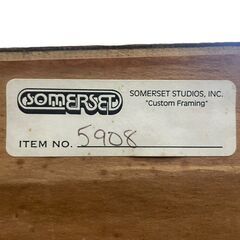 SOMERSET
SOMERSET STUDIOS, INC.
"Custom Framing"
ITEM NO. 5908